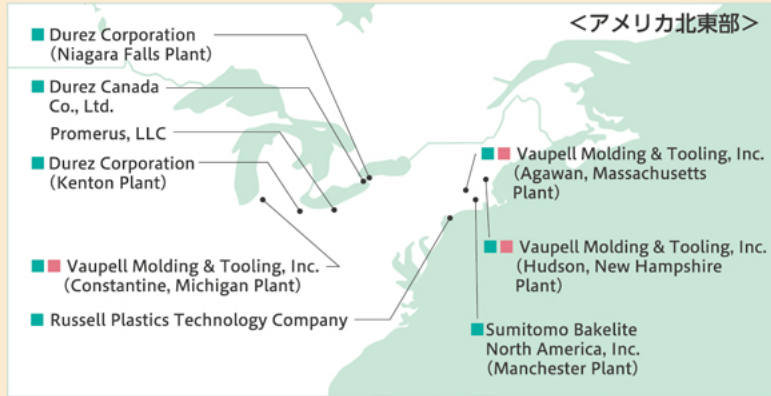 <アメリカ北東部>
Durez Corporation
(Niagara Falls Plant)
Durez Canada
Co., Ltd.
Promerus, LLC
Durez Corporation
(Kenton Plant)
Vaupell Molding & Tooling, Inc.
(Constantine, Michigan Plant)
Russell Plastics Technology Company
Vaupell Molding & Tooling, Inc.
(Agawan, Massachusetts
Plant)
Vaupell Molding & Tooling, Inc.
(Hudson, New Hampshire
Plant)
Sumitomo Bakelite
North America, Inc.
(Manchester Plant)